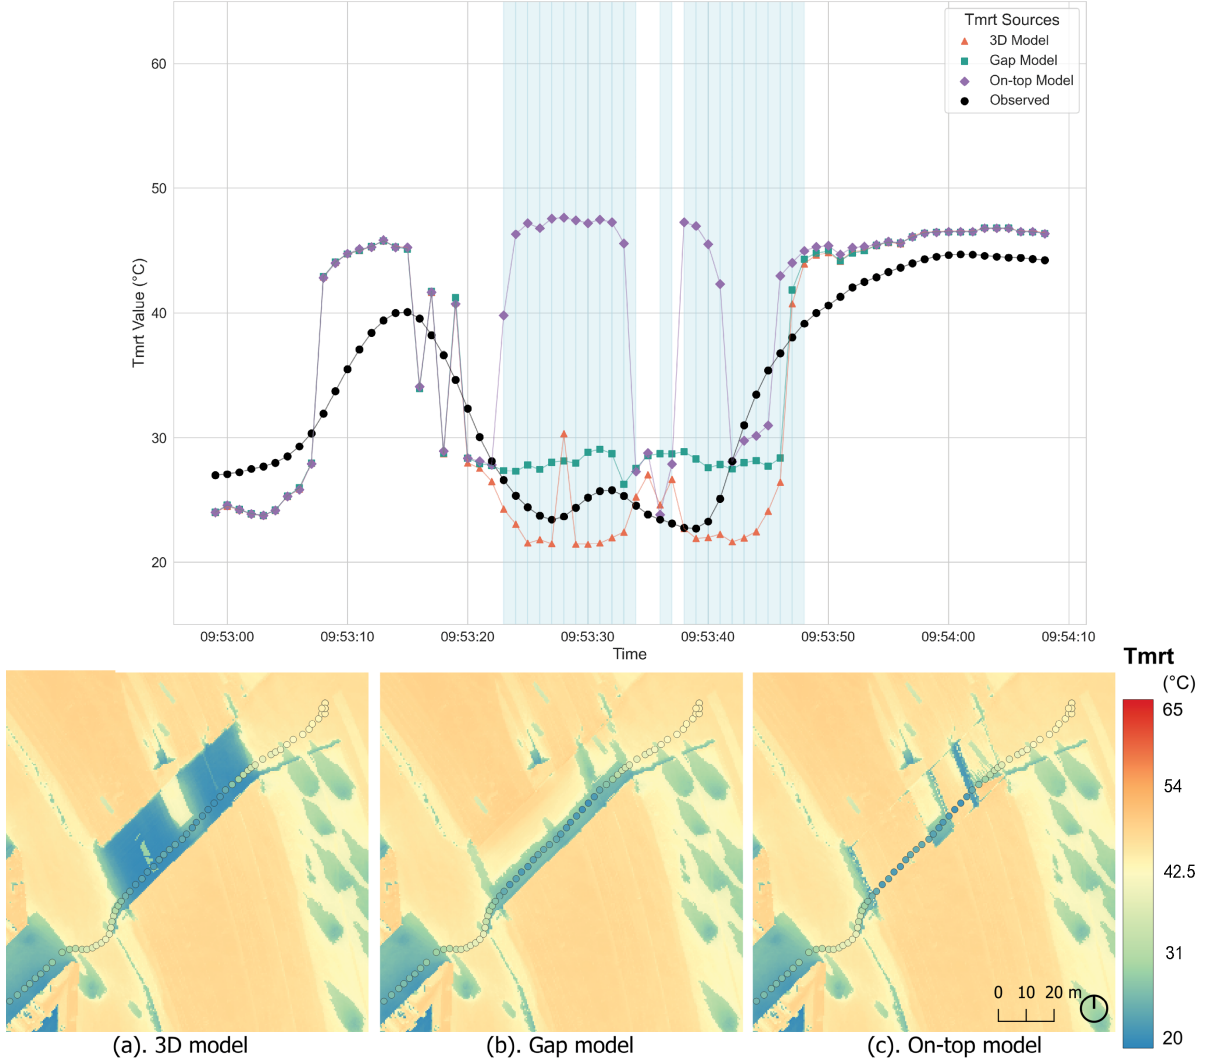 Tmrt Sources
3D Model
Gap Model
On-top Model
Observed
60
50
40
30
20
Tmrt Value (°C)
09:53:00
09:53:10
09:53:20
09:53:30
09:53:40
09:53:50
09:54:00
09:54:10
Time
Tmrt
(°C)
65
54
42.5
31
20
0 10 20 m
(a). 3D model
(b). Gap model
(c). On-top model